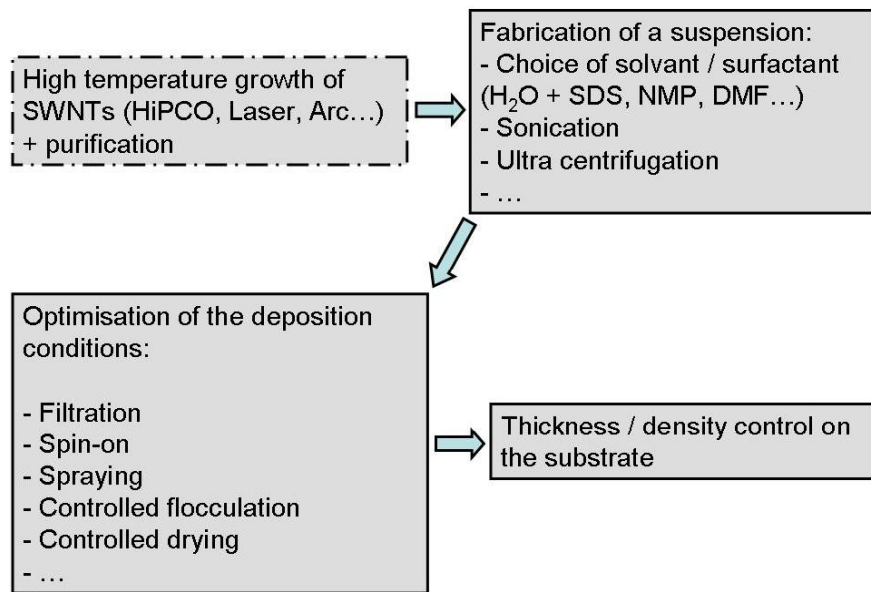 High temperature growth of
SWNTs (HiPCO, Laser, Arc…)
+ purification
Fabrication of a suspension:
- Choice of solvant / surfactant
(H₂O + SDS, NMP, DMF…)
- Sonication
- Ultra centrifugation
- …
Optimisation of the deposition
conditions:
- Filtration
- Spin-on
- Spraying
- Controlled flocculation
- Controlled drying
- …
Thickness / density control on
the substrate